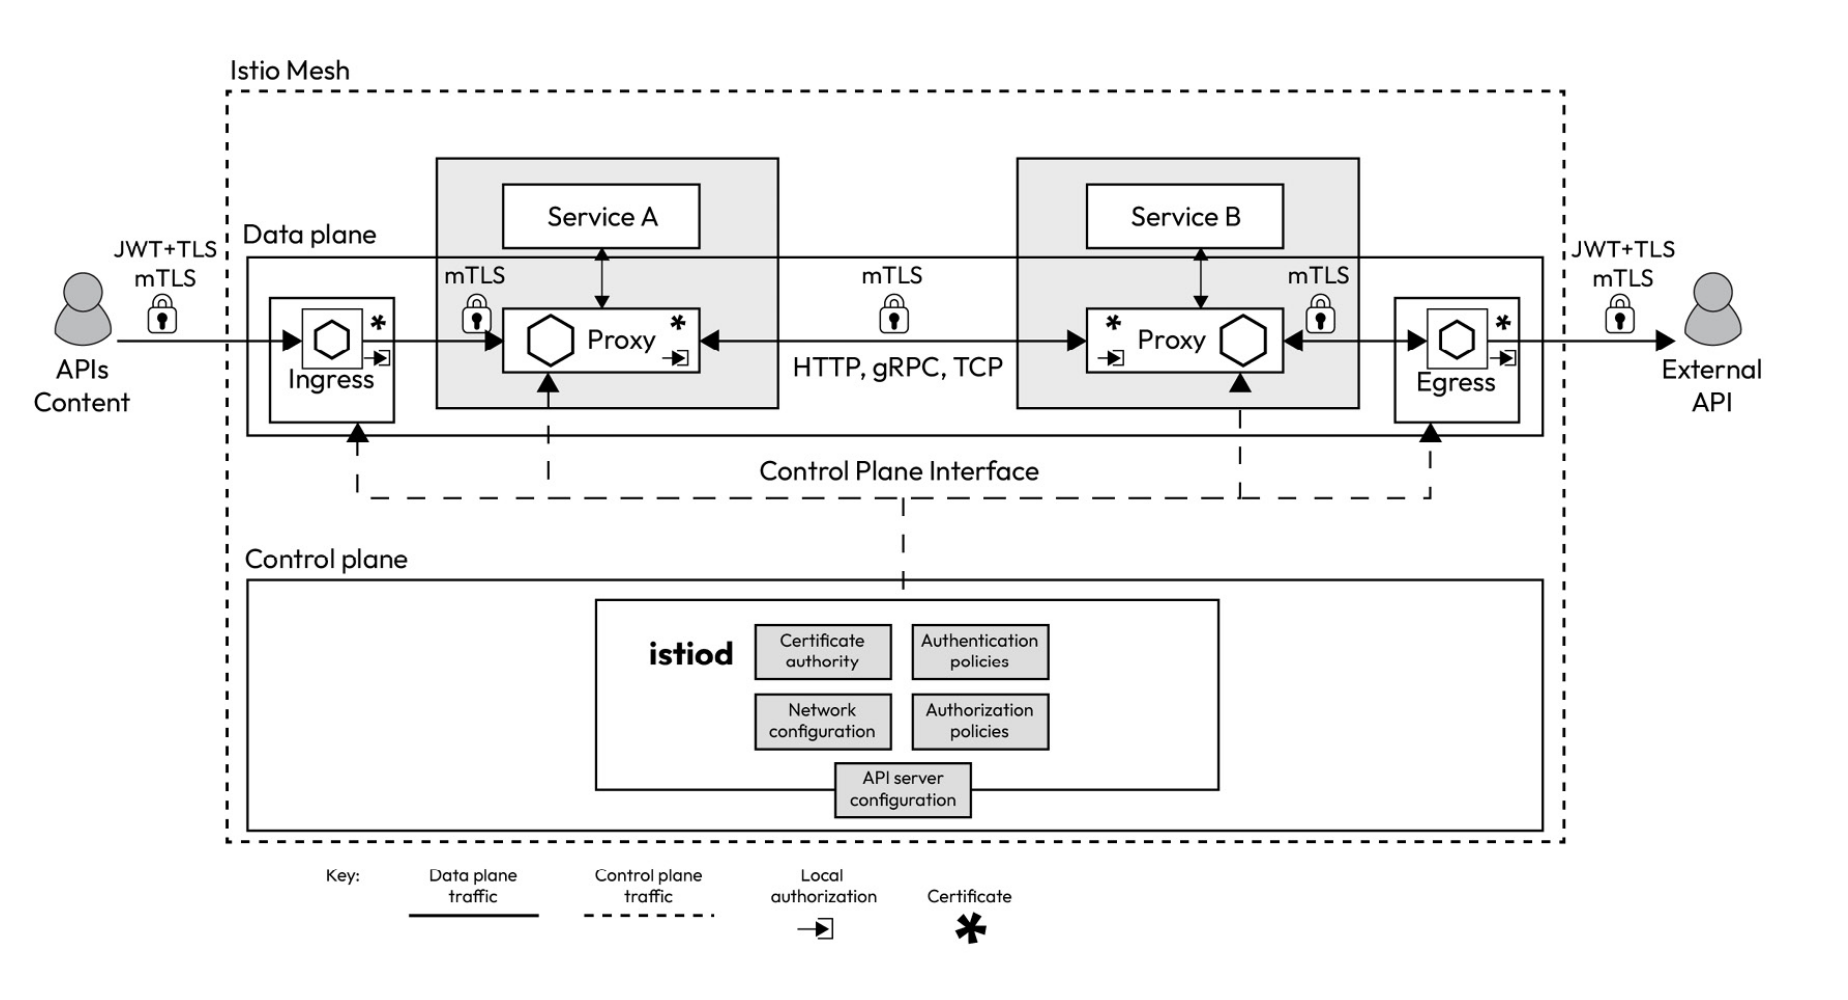 Istio Mesh
Service A
Service B
Data plane
JWT+TLS
mTLS
mTLS
mTLS
mTLS
JWT+TLS
mTLS
APIs
Content
Ingress
Proxy
HTTP, gRPC, TCP
Proxy
Egress
External
API
Control Plane Interface
Control plane
istiod
Certificate
authority
Authentication
policies
Network
configuration
Authorization
policies
API server
configuration
Key:
Data plane
traffic
Control plane
traffic
Local
authorization
Certificate